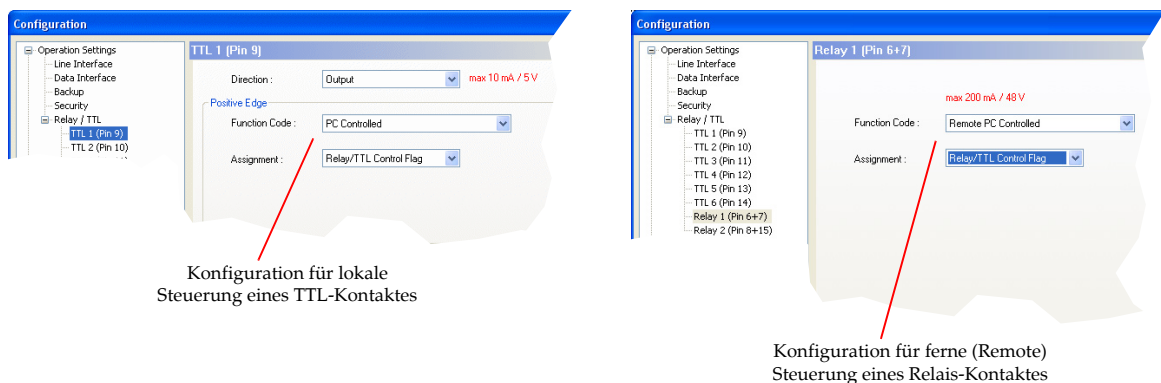 Configuration
Operation Settings
Line Interface
Data Interface
Backup
Security
Relay / TTL
TTL 1 (Pin 9)
TTL 2 (Pin 10)
TTL 1 (Pin 9)
Direction :
Output
max 10 mA / 5 V
Positive Edge
Function Code :
PC Controlled
Assignment :
Relay/TTL Control Flag
Konfiguration für lokale
Steuerung eines TTL-Kontaktes
Configuration
Operation Settings
Line Interface
Data Interface
Backup
Security
Relay / TTL
TTL 1 (Pin 9)
TTL 2 (Pin 10)
TTL 3 (Pin 11)
TTL 4 (Pin 12)
TTL 5 (Pin 13)
TTL 6 (Pin 14)
Relay 1 (Pin 6+7)
Relay 2 (Pin 8+15)
Relay 1 (Pin 6+7)
max 200 mA / 48 V
Function Code :
Remote PC Controlled
Assignment :
Relay/TTL Control Flag
Konfiguration für ferne (Remote)
Steuerung eines Relais-Kontaktes